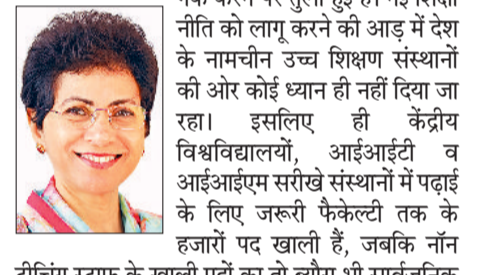 नीति को लागू करने की आड़ में देश
के नामचीन उच्च शिक्षण संस्थानों
की ओर कोई ध्यान ही नहीं दिया जा
रहा। इसलिए ही केंद्रीय
विश्वविद्यालयों, आईआईटी व
आईआईएम सरीखे संस्थानों में पढ़ाई
के लिए जरूरी फैकेल्टी तक के
हजारों पद खाली हैं, जबकि नॉन